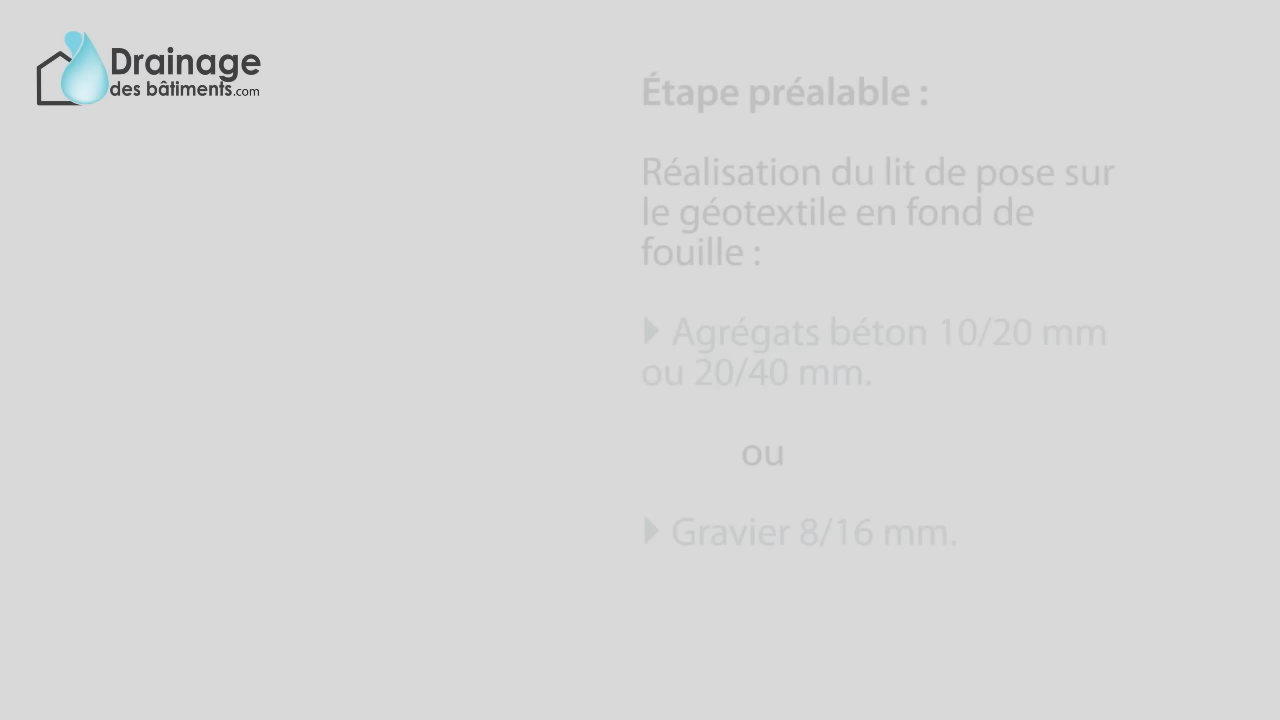 Drainage
des bâtiments.com
Étape préalable :
Réalisation du lit de pose sur
le géotextile en fond de
fouille :
Agrégats béton 10/20 mm
ou 20/40 mm.
ou
Gravier 8/16 mm.